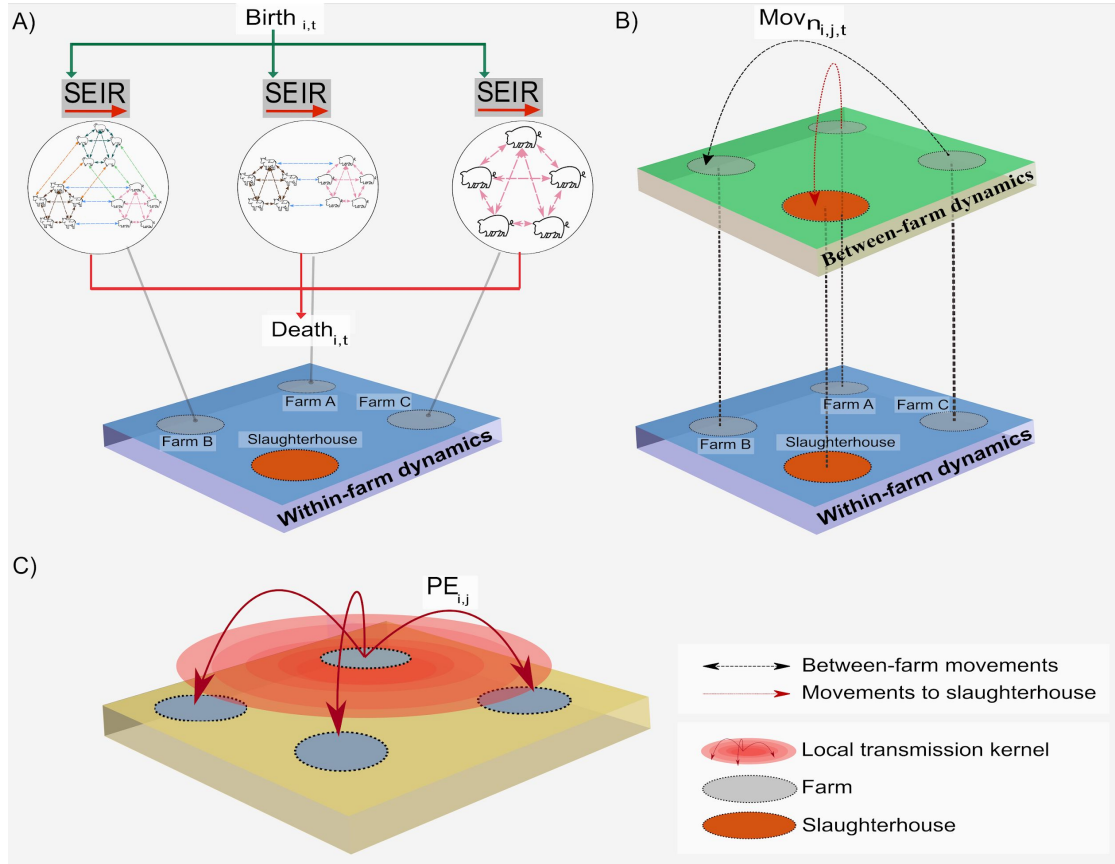 A)
Birth i,t
SEIR
SEIR
SEIR
Death i,t
Farm A
Farm C
Farm B
Slaughterhouse
Within-farm dynamics
B)
Mov n i,j,t
Between-farm dynamics
Farm A
Farm C
Farm B
Slaughterhouse
Within-farm dynamics
C)
PE i,j
Between-farm movements
Movements to slaughterhouse
Local transmission kernel
Farm
Slaughterhouse